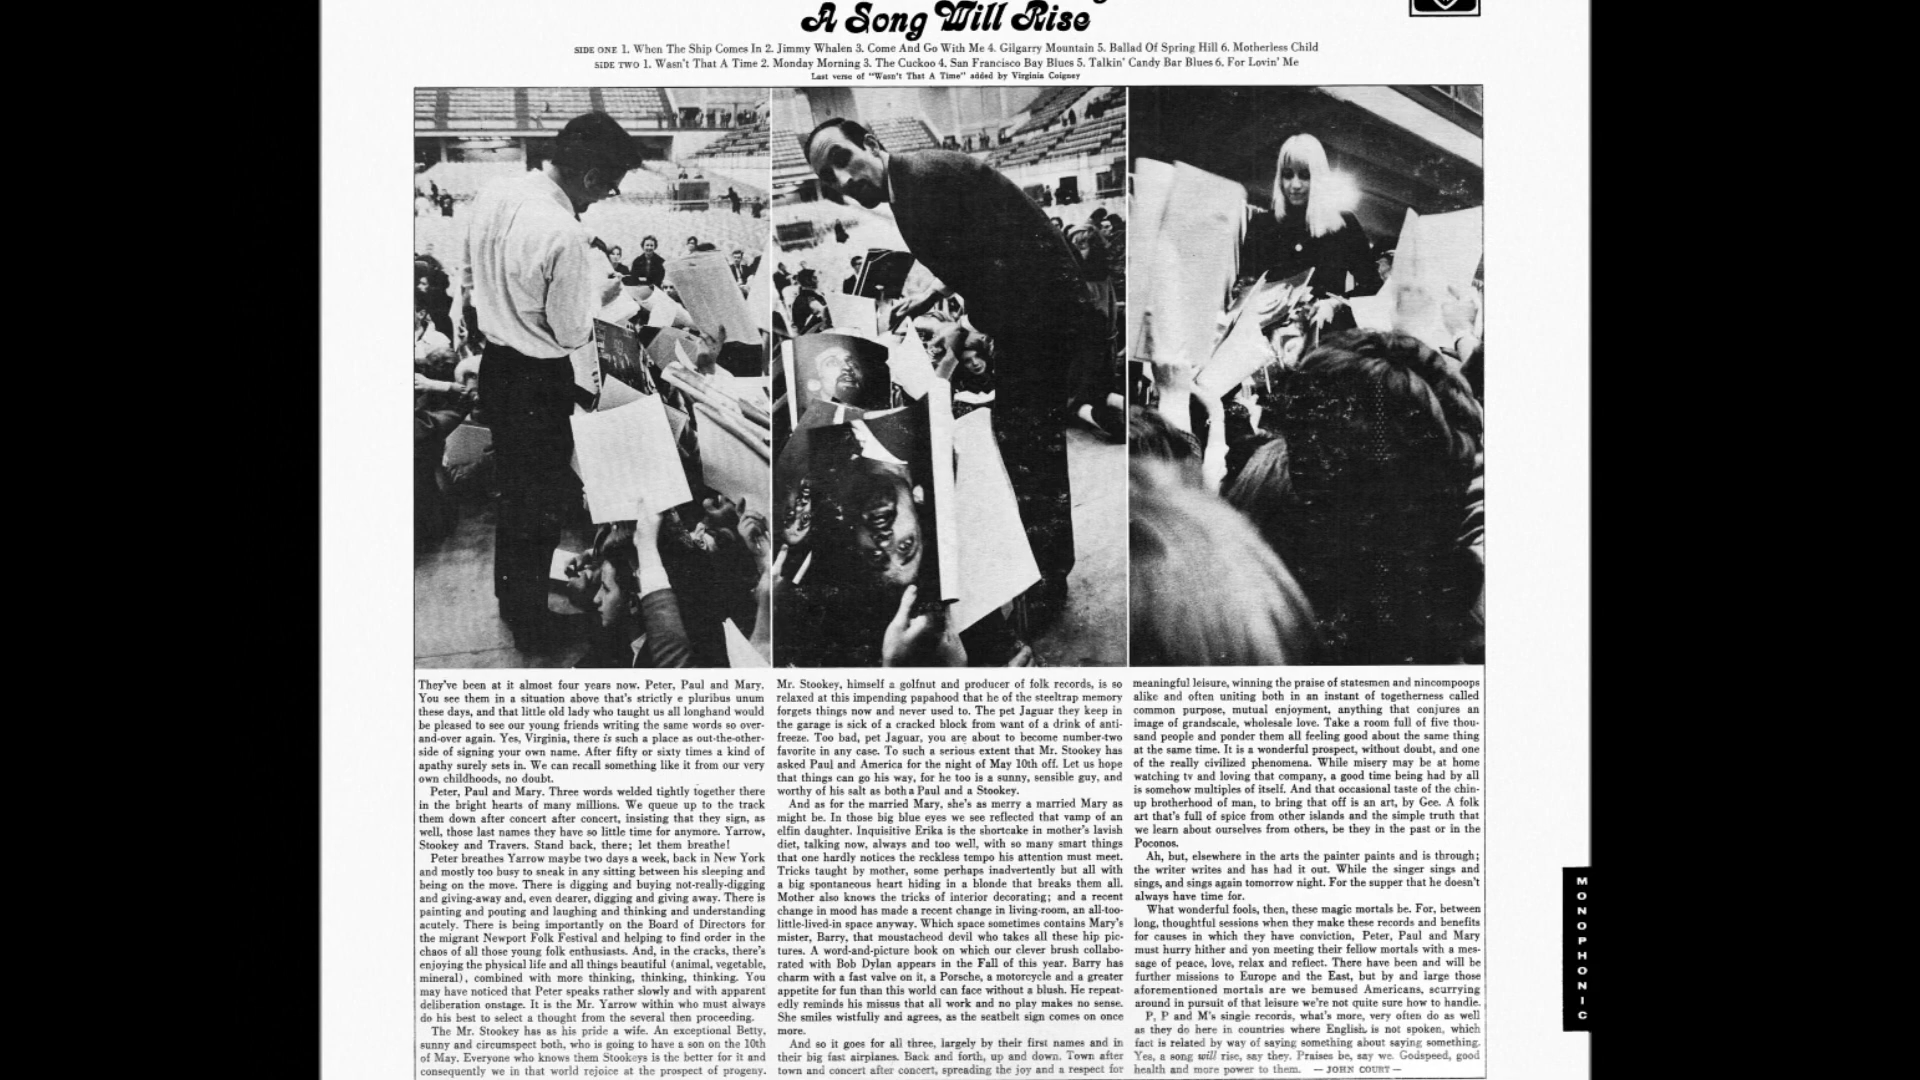 A Song Will Rise
SIDE ONE 1. When The Ship Comes In 2. Jimmy Whalen 3. Come And Go With Me 4. Gilgarry Mountain 5. Ballad Of Spring Hill 6. Motherless Child
SIDE TWO 1. Wasn't That A Time 2. Monday Morning 3. The Cuckoo 4. San Francisco Bay Blues 5. Talkin' Candy Bar Blues 6. For Lovin' Me
Last verse of "Wasn't That A Time" added by Virginia Coigney
They've been at it almost four years now. Peter, Paul and Mary.
You see them in a situation above that's strictly e pluribus unum
these days, and that little old lady who taught us all longhand would
be pleased to see our young friends writing the same words so over-
and-over again. Yes, Virginia, there is such a place as out-the-other-
side of signing your own name. After fifty or sixty times a kind of
apathy surely sets in. We can recall something like it from our very
own childhoods, no doubt.
Peter, Paul and Mary. Three words welded tightly together there
in the bright hearts of many millions. We queue up to the track
them down after concert after concert, insisting that they sign, as
well, those last names they have so little time for anymore. Yarrow,
Stookey and Travers. Stand back, there; let them breathe!
Peter breathes Yarrow maybe two days a week, back in New York
and mostly too busy to sneak in any sitting between his sleeping and
being on the move. There is digging and buying not-really-digging
and giving-away and, even dearer, digging and giving away. There is
painting and pouting and laughing and thinking and understanding
acutely. There is being importantly on the Board of Directors for
the migrant Newport Folk Festival and helping to find order in the
chaos of all those young folk enthusiasts. And, in the cracks, there's
enjoying the physical life and all things beautiful (animal, vegetable,
mineral), combined with more thinking, thinking, thinking. You
may have noticed that Peter speaks rather slowly and with apparent
deliberation onstage. It is the Mr. Yarrow within who must always
do his best to select a thought from the several then proceeding.
The Mr. Stookey has as his pride a wife. An exceptional Betty,
sunny and circumspect both, who is going to have a son on the 10th
of May. Everyone who knows them Stookeys is the better for it and
consequently we in that world rejoice at the prospect of progeny.
Mr. Stookey, himself a golfnut and producer of folk records, is so
relaxed at this impending papahood that he of the steeltrap memory
forgets things now and never used to. The pet Jaguar they keep in
the garage is sick of a cracked block from want of a drink of anti-
freeze. Too bad, pet Jaguar, you are about to become number-two
favorite in any case. To such a serious extent that Mr. Stookey has
asked Paul and America for the night of May 10th off. Let us hope
that things can go his way, for he too is a sunny, sensible guy, and
worthy of his salt as both a Paul and a Stookey.
And as for the married Mary, she's as merry a married Mary as
might be. In those big blue eyes we see reflected that vamp of an
elfin daughter. Inquisitive Erika is the shortcake in mother's lavish
diet, talking now, always and too well, with so many smart things
that one hardly notices the reckless tempo his attention must meet.
Tricks taught by mother, some perhaps inadvertently but all with
a big spontaneous heart hiding in a blonde that breaks them all.
Mother also knows the tricks of interior decorating; and a recent
change in mood has made a recent change in living-room, an all-too-
little-lived-in space anyway. Which space sometimes contains Mary's
mister, Barry, that moustacheod devil who takes all these hip pic-
tures. A word-and-picture book on which our clever brush collabo-
rated with Bob Dylan appears in the Fall of this year. Barry has
charm with a fast valve on it, a Porsche, a motorcycle and a greater
appetite for fun than this world can face without a blush. He repeat-
edly reminds his missus that all work and no play makes no sense.
She smiles wistfully and agrees, as the seatbelt sign comes on once
more.
And so it goes for all three, largely by their first names and in
their big fast airplanes. Back and forth, up and down. Town after
town and concert after concert, spreading the joy and a respect for
meaningful leisure, winning the praise of statesmen and nincompoops
alike and often uniting both in an instant of togetherness called
common purpose, mutual enjoyment, anything that conjures an
image of grandscale, wholesale love. Take a room full of five thou-
sand people and ponder them all feeling good about the same thing
at the same time. It is a wonderful prospect, without doubt, and one
of the really civilized phenomena. While misery may be at home
watching tv and loving that company, a good time being had by all
is somehow multiples of itself. And that occasional taste of the chin-
up brotherhood of man, to bring that off is an art, by Gee. A folk
art that's full of spice from other islands and the simple truth that
we learn about ourselves from others, be they in the past or in the
Poconos.
Ah, but, elsewhere in the arts the painter paints and is through;
the writer writes and has had it out. While the singer sings and
sings, and sings again tomorrow night. For the supper that he doesn't
always have time for.
What wonderful fools, then, these magic mortals be. For, between
long, thoughtful sessions when they make these records and benefits
for causes in which they have conviction, Peter, Paul and Mary
must hurry hither and yon meeting their fellow mortals with a mes-
sage of peace, love, relax and reflect. There have been and will be
further missions to Europe and the East, but by and large those
aforementioned mortals are we bemused Americans, scurrying
around in pursuit of that leisure we're not quite sure how to handle.
P, P and M's single records, what's more, very often do as well
as they do here in countries where English is not spoken, which
fact is related by way of saying something about saying something.
Yes, a song will rise, say they. Praises be, say we. Godspeed, good
health and more power to them. — JOHN COURT —
MONOPHONIC